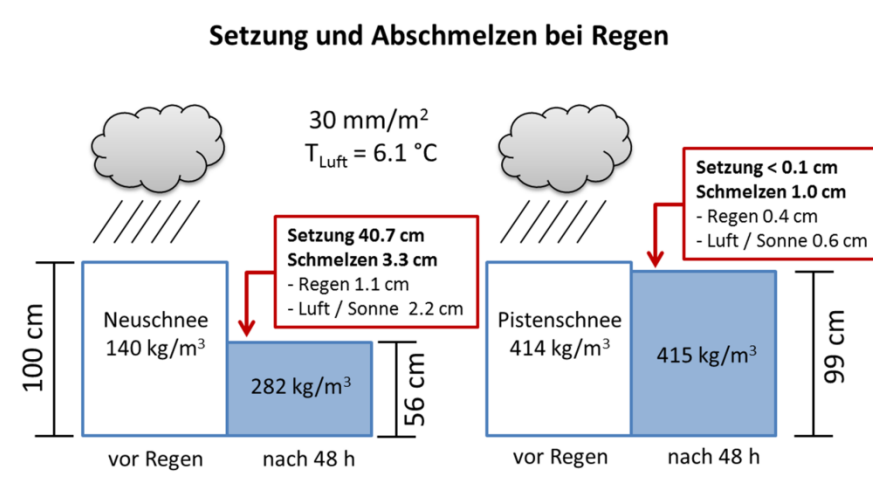 Setzung und Abschmelzen bei Regen
30 mm/m²
T_Luft = 6.1 °C
Setzung 40.7 cm
Schmelzen 3.3 cm
- Regen 1.1 cm
- Luft / Sonne 2.2 cm
Setzung < 0.1 cm
Schmelzen 1.0 cm
- Regen 0.4 cm
- Luft / Sonne 0.6 cm
100 cm
Neuschnee
140 kg/m³
282 kg/m³
56 cm
Pistenschnee
414 kg/m³
415 kg/m³
99 cm
vor Regen
nach 48 h
vor Regen
nach 48 h